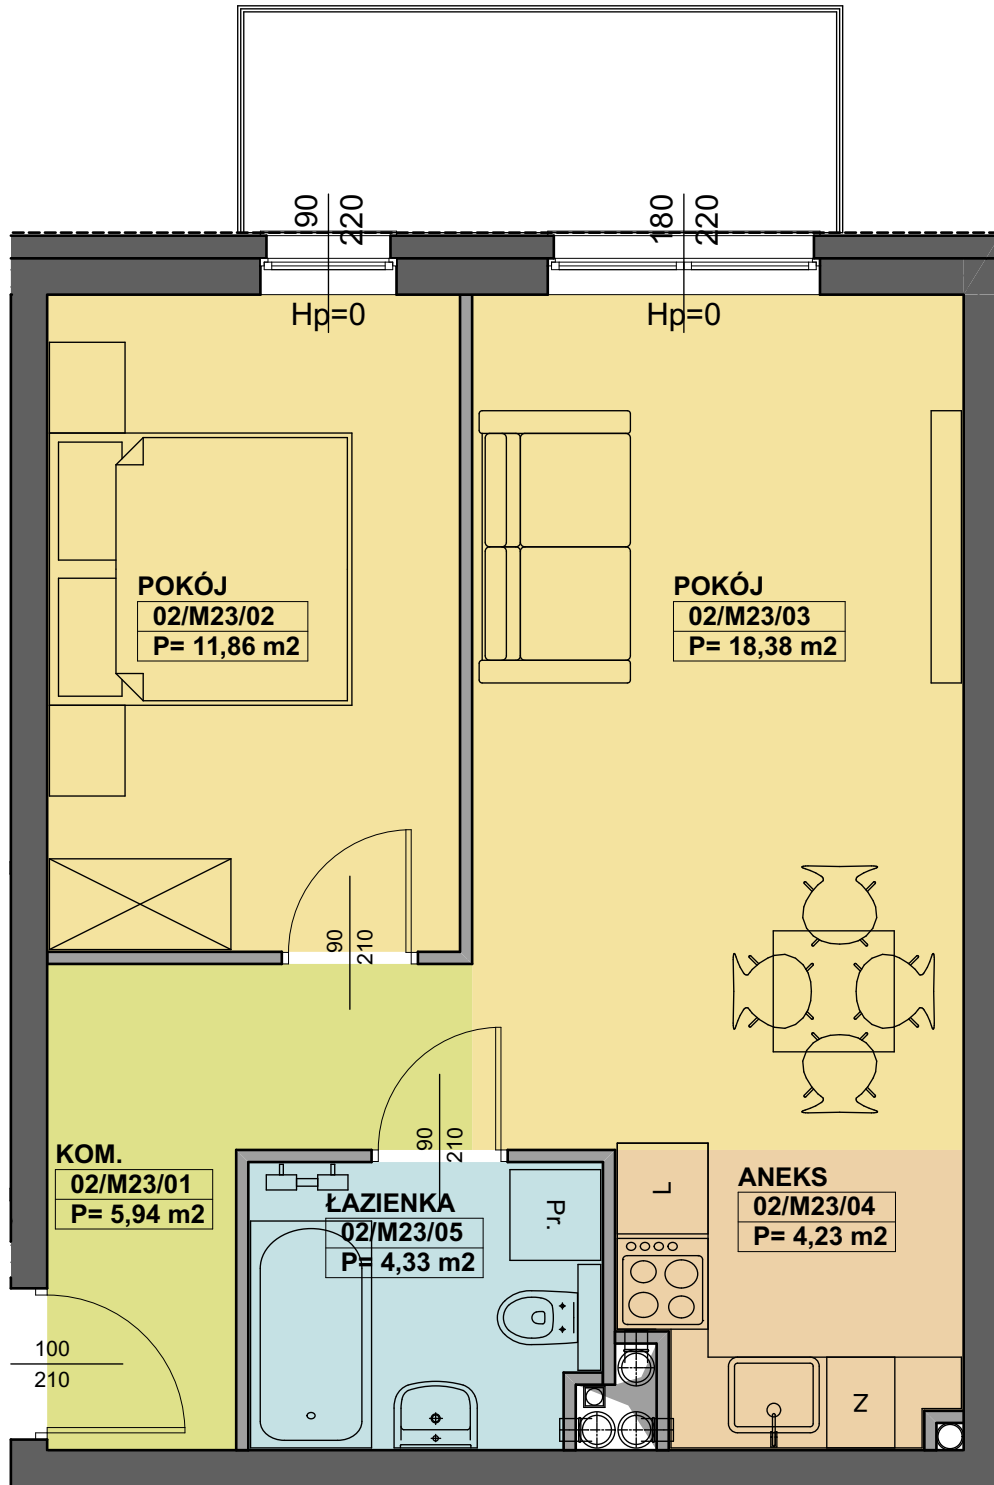 90
220
180
220
Hp=0
Hp=0
POKÓJ
02/M23/02
P= 11,86 m2
POKÓJ
02/M23/03
P= 18,38 m2
90
210
90
210
KOM.
02/M23/01
P= 5,94 m2
ŁAZIENKA
02/M23/05
P= 4,33 m2
Pr.
L
ANEKS
02/M23/04
P= 4,23 m2
100
210
Z